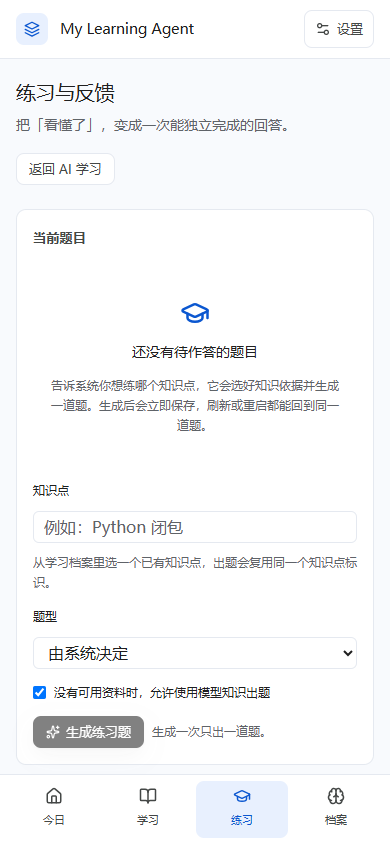 My Learning Agent
设置
练习与反馈
把「看懂了」，变成一次能独立完成的回答。
返回 AI 学习
当前题目
还没有待作答的题目
告诉系统你想练哪个知识点，它会选好知识依据并生成
一道题。生成后会立即保存，刷新或重启都能回到同一
道题。
知识点
例如：Python 闭包
从学习档案里选一个已有知识点，出题会复用同一个知识点标
识。
题型
由系统决定
没有可用资料时，允许使用模型知识出题
生成练习题
生成一次只出一道题。
今日
学习
练习
档案